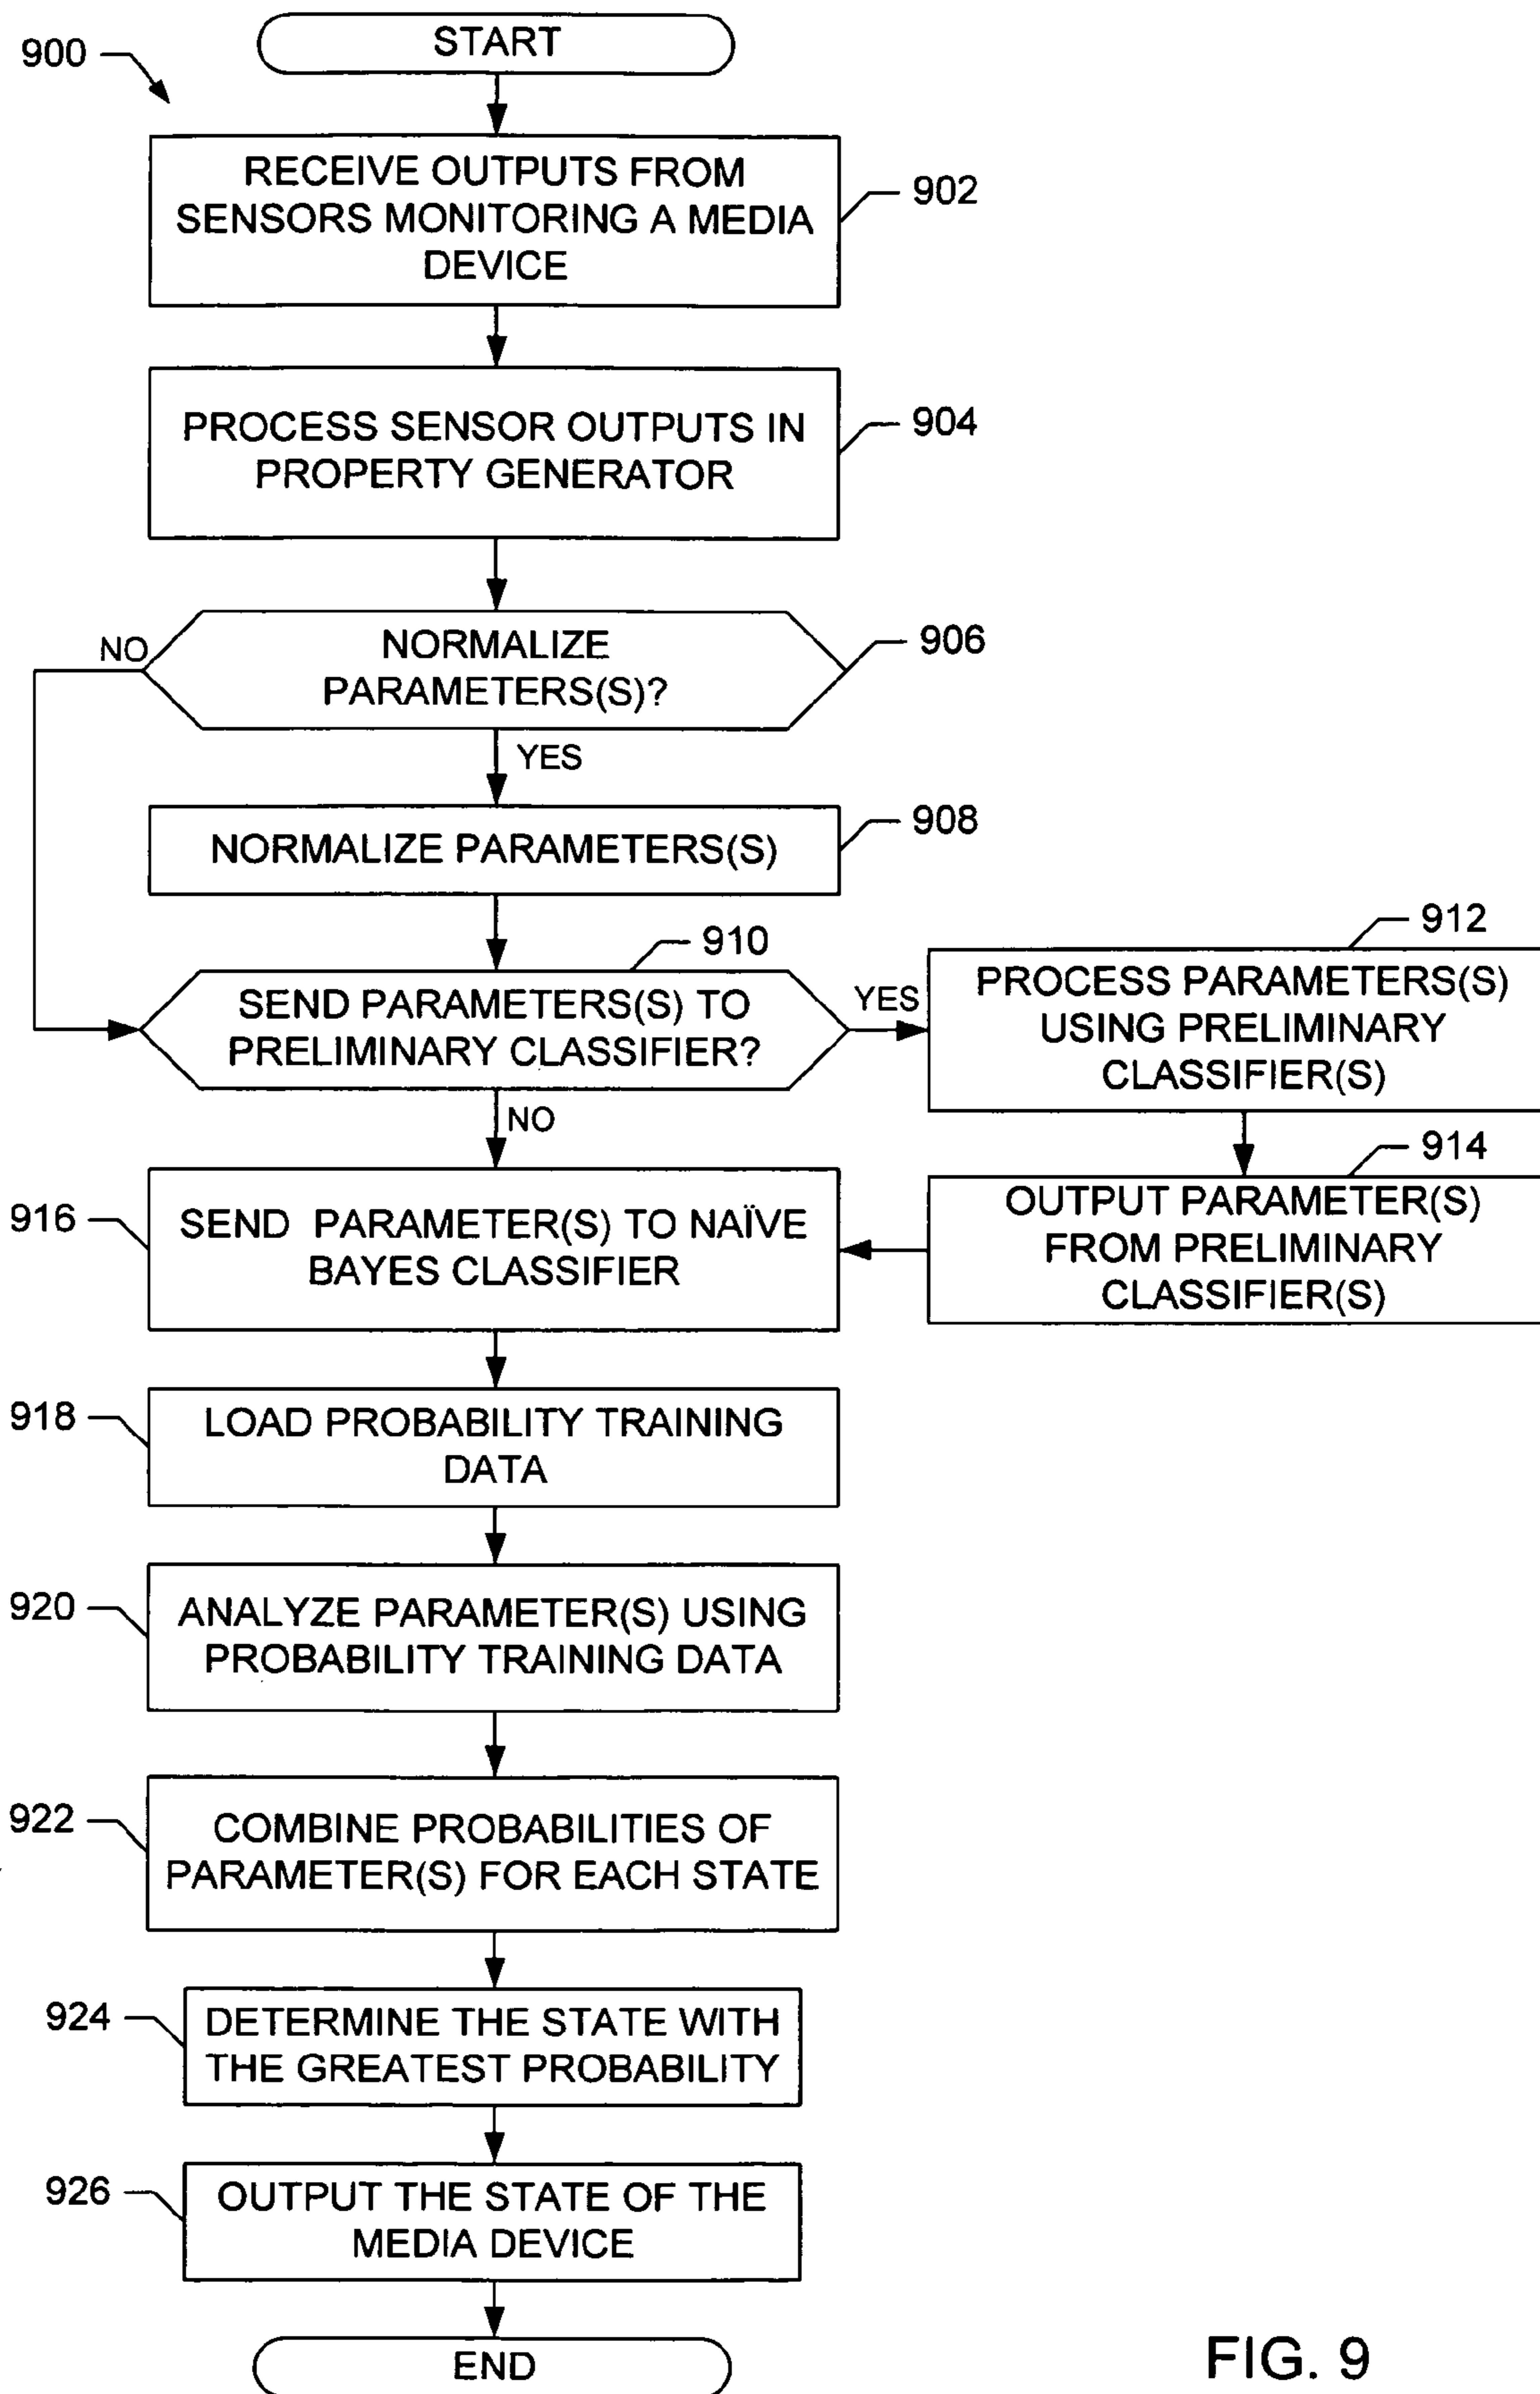 START
900
RECEIVE OUTPUTS FROM
SENSORS MONITORING A MEDIA
DEVICE
902
PROCESS SENSOR OUTPUTS IN
PROPERTY GENERATOR
904
NO
NORMALIZE
PARAMETERS(S)?
906
YES
NORMALIZE PARAMETERS(S)
908
910
SEND PARAMETERS(S) TO
PRELIMINARY CLASSIFIER?
YES
912
PROCESS PARAMETERS(S)
USING PRELIMINARY
CLASSIFIER(S)
NO
914
OUTPUT PARAMETER(S)
FROM PRELIMINARY
CLASSIFIER(S)
916
SEND PARAMETER(S) TO NAÏVE
BAYES CLASSIFIER
918
LOAD PROBABILITY TRAINING
DATA
920
ANALYZE PARAMETER(S) USING
PROBABILITY TRAINING DATA
922
COMBINE PROBABILITIES OF
PARAMETER(S) FOR EACH STATE
924
DETERMINE THE STATE WITH
THE GREATEST PROBABILITY
926
OUTPUT THE STATE OF THE
MEDIA DEVICE
END
FIG. 9